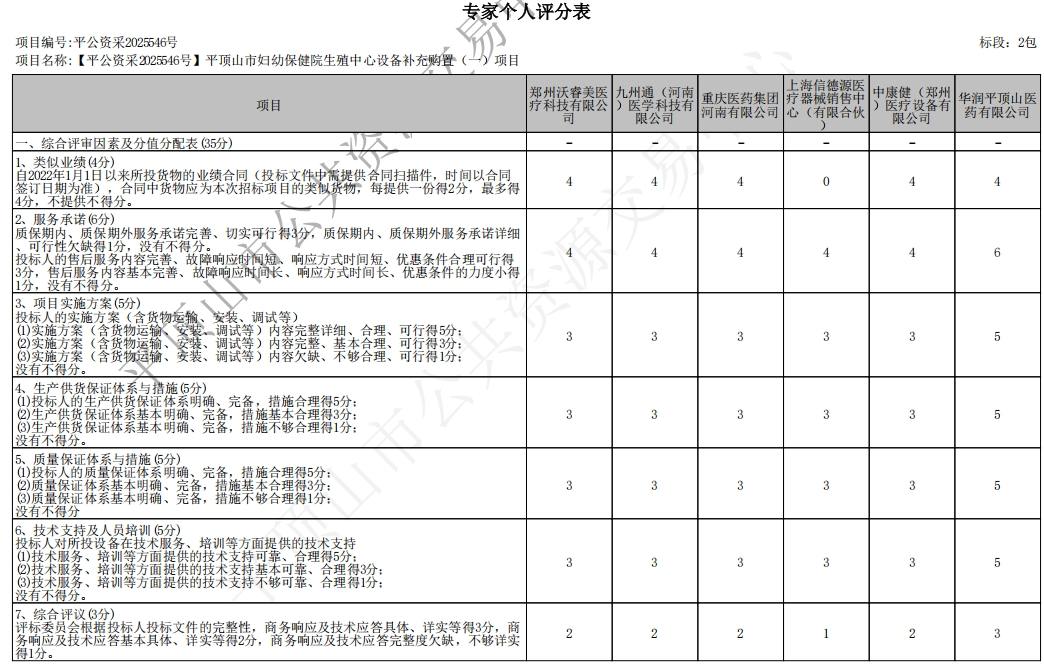 专家个人评分表
项目编号:平公资采2025546号
标段: 2包
项目名称:【平公资采2025546号】平顶山市妇幼保健院生殖中心设备补充购置（一）项目
项目
郑州沃睿美医
疗科技有限公
司
九州通（河南
）医学科技有
限公司
重庆医药集团
河南有限公司
上海信德源医
疗器械销售中
心（有限合伙
）
中康健（郑州
）医疗设备有
限公司
华润平顶山医
药有限公司
一、综合评审因素及分值分配表(35分)
- - - - - -
1、类似业绩(4分)
自2022年1月1日以来所投货物的业绩合同（投标文件中需提供合同扫描件，时间以合同
签订日期为准），合同中货物应为本次招标项目的类似货物，每提供一份得2分，最多得
4分，不提供不得分。
4 4 4 0 4 4
2、服务承诺(6分)
质保期内、质保期外服务承诺完善、切实可行得3分，质保期内、质保期外服务承诺详细
、可行性欠缺得1分，没有不得分。
投标人的售后服务内容完善、故障响应时间短、响应方式时间短、优惠条件合理可行得
3分，售后服务内容基本完善、故障响应时间长、响应方式时间长、优惠条件的力度小得
1分，没有不得分。
4 4 4 4 4 6
3、项目实施方案(5分)
投标人的实施方案（含货物运输、安装、调试等）
(1)实施方案（含货物运输、安装、调试等）内容完整详细、合理、可行得5分；
(2)实施方案（含货物运输、安装、调试等）内容完整、基本合理、可行得3分；
(3)实施方案（含货物运输、安装、调试等）内容欠缺、不够合理、可行得1分；
没有不得分。
3 3 3 3 3 5
4、生产供货保证体系与措施(5分)
(1)投标人的生产供货保证体系明确、完备，措施合理得5分；
(2)生产供货保证体系基本明确、完备，措施基本合理得3分；
(3)生产供货保证体系基本明确、完备，措施不够合理得1分；
没有不得分。
3 3 3 3 3 5
5、质量保证体系与措施(5分)
(1)投标人的质量保证体系明确、完备，措施合理得5分；
(2)质量保证体系基本明确、完备，措施基本合理得3分；
(3)质量保证体系基本明确、完备，措施不够合理得1分；
没有不得分
3 3 3 3 3 5
6、技术支持及人员培训(5分)
投标人对所投设备在技术服务、培训等方面提供的技术支持
(1)技术服务、培训等方面提供的技术支持可靠、合理得5分；
(2)技术服务、培训等方面提供的技术支持基本可靠、合理得3分；
(3)技术服务、培训等方面提供的技术支持不够可靠、合理得1分；
没有不得分。
3 3 3 3 3 5
7、综合评议(3分)
评标委员会根据投标人投标文件的完整性，商务响应及技术应答具体、详实等得3分，商
务响应及技术应答基本具体、详实等得2分，商务响应及技术应答完整度欠缺，不够详实
得1分。
2 2 2 1 2 3
平顶山市公共资源交易
平顶山市公共资源交易中心